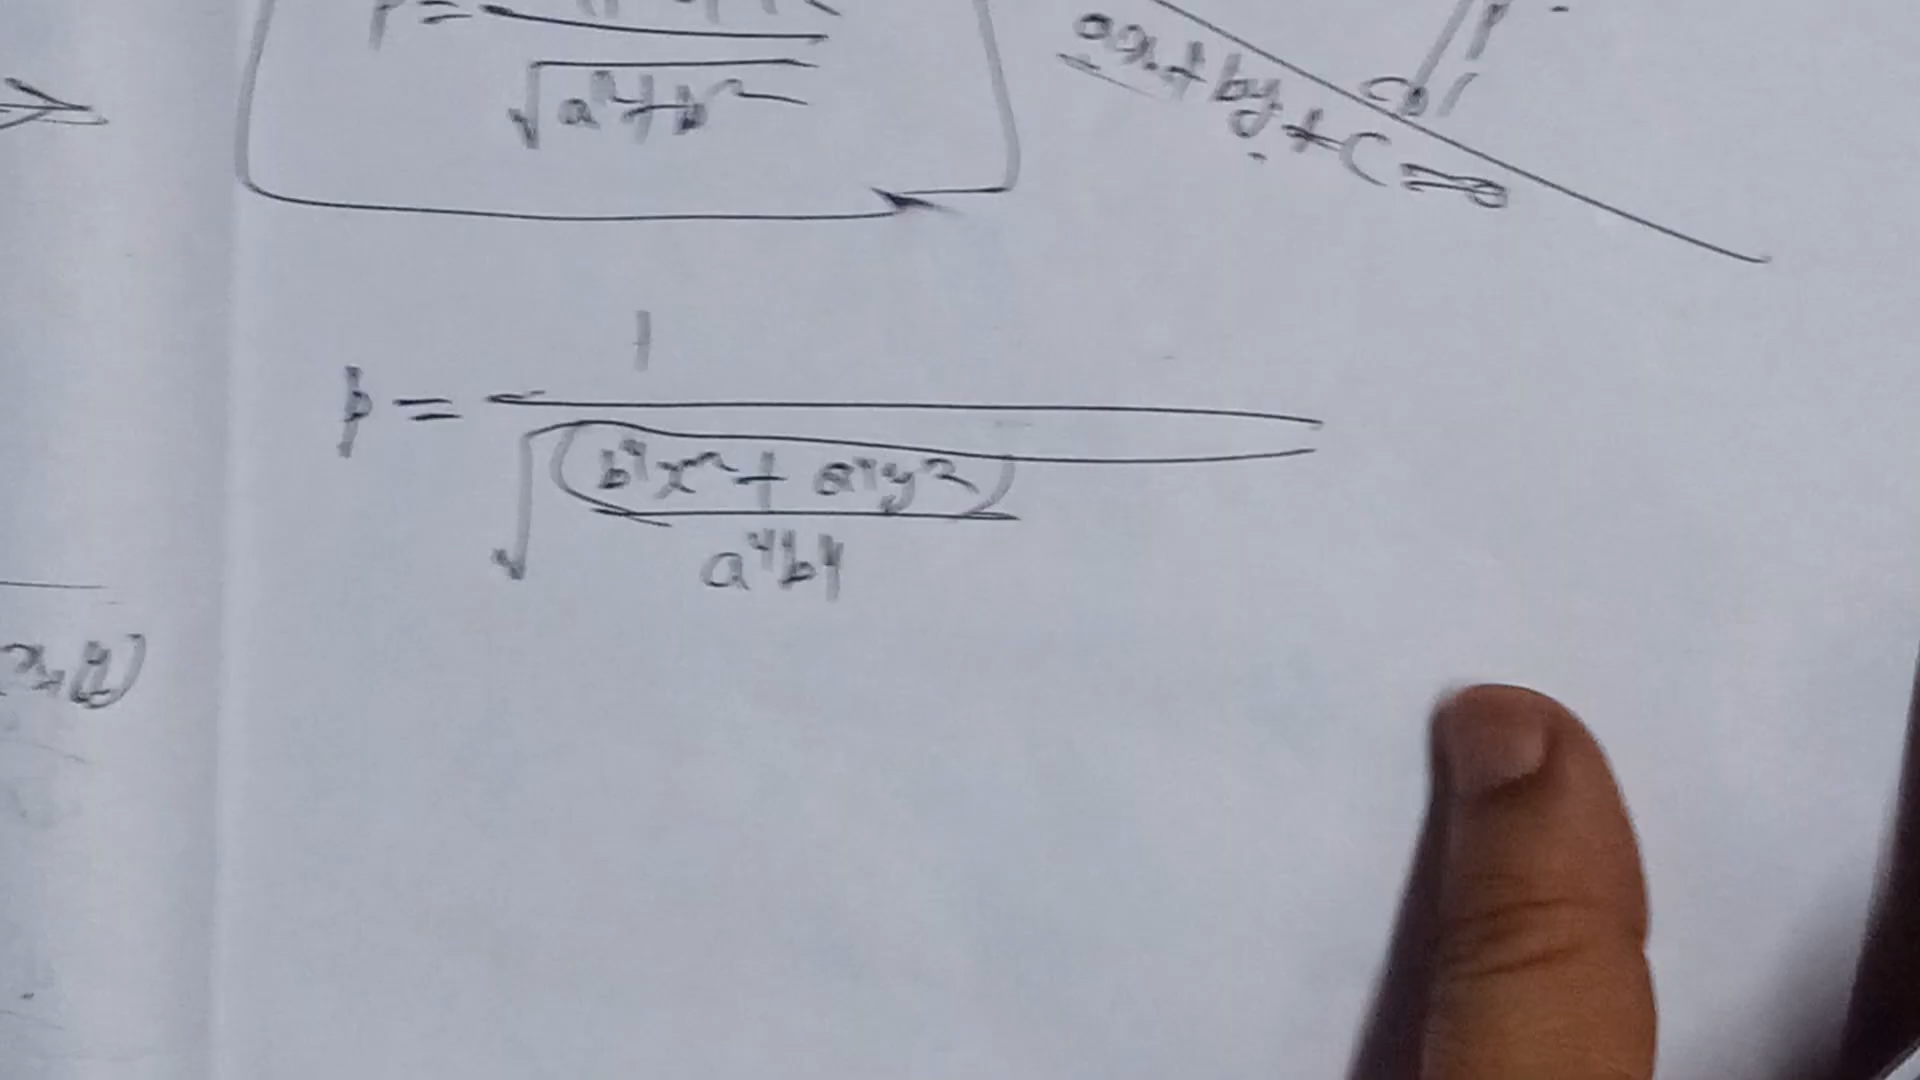 p =
√a²+b²
ax+by+c=0
p = 1
√(b⁴x²+a⁴y²)
a⁴b⁴